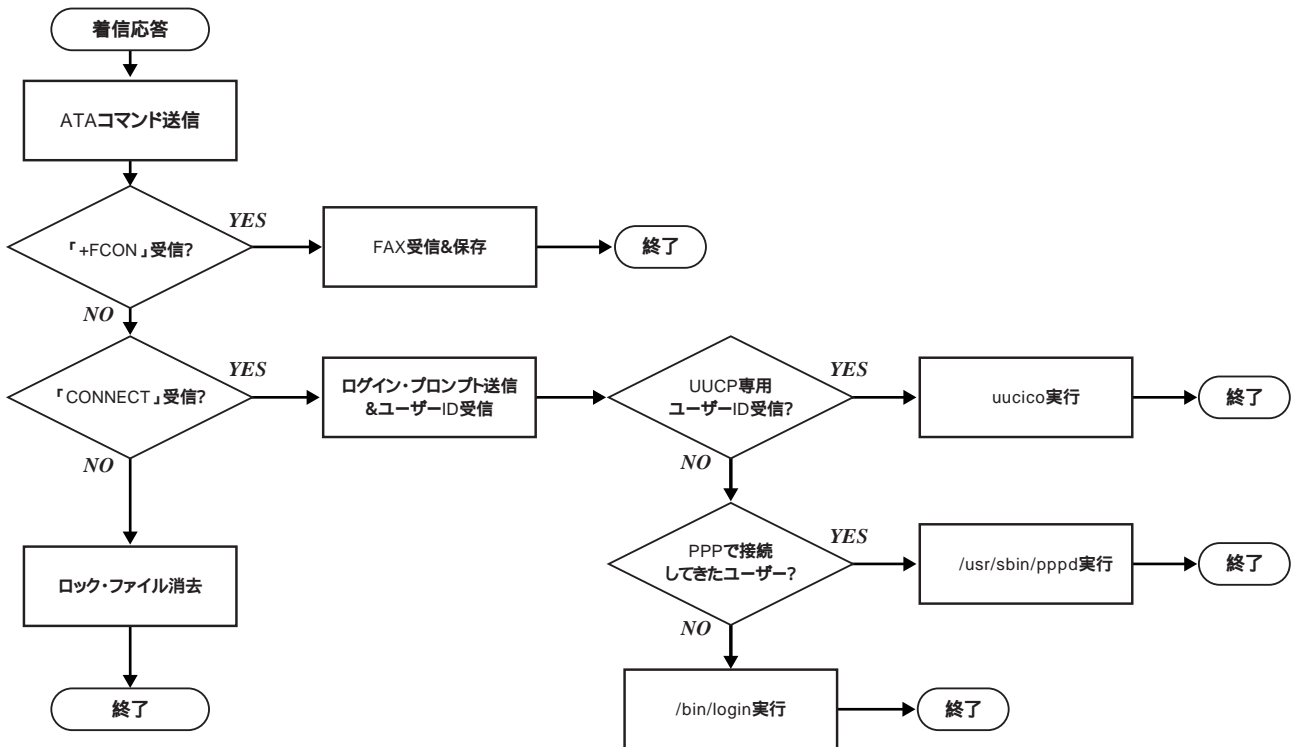 着信応答
ATAコマンド送信
「+FCON」受信?
YES
FAX受信&保存
終了
NO
「CONNECT」受信?
YES
ログイン・プロンプト送信
&ユーザーID受信
UUCP専用
ユーザーID受信?
YES
uucico実行
終了
NO
NO
PPPで接続
してきたユーザー?
YES
/usr/sbin/pppd実行
終了
ロック・ファイル消去
NO
終了
/bin/login実行
終了